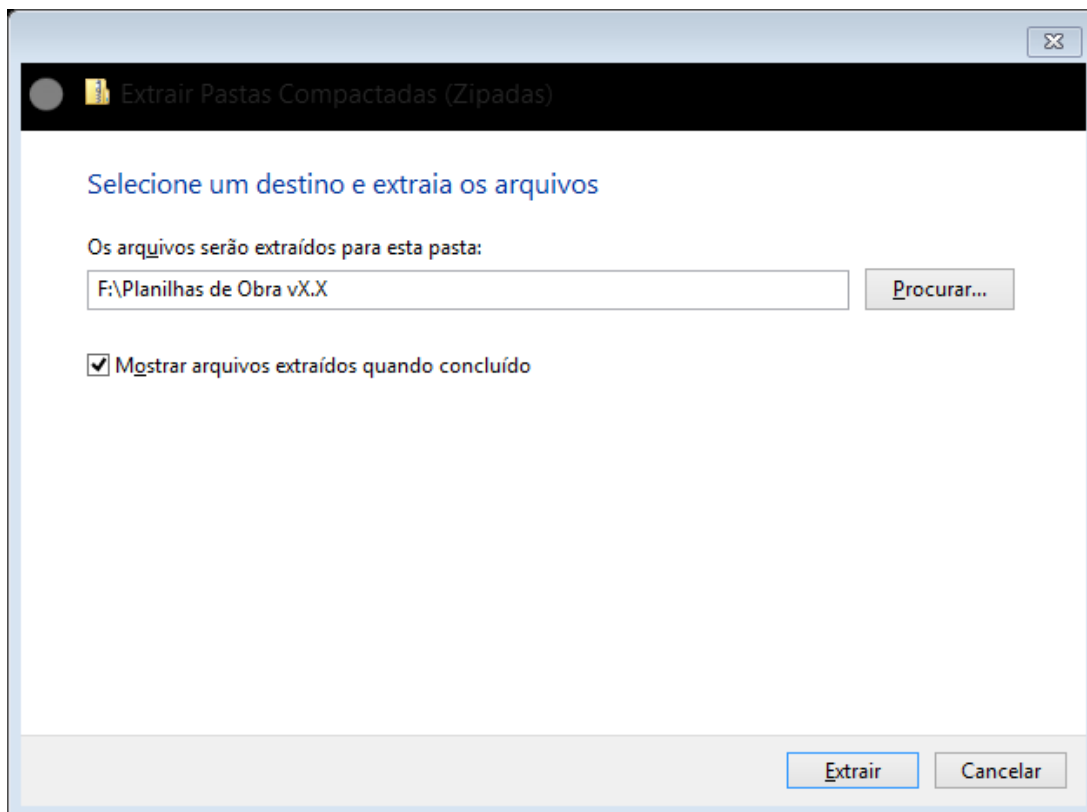 Extrair Pastas Compactadas (Zipadas)
Selecione um destino e extraia os arquivos
Os arquivos serão extraídos para esta pasta:
F:\Planilhas de Obra vX.X
Procurar...
Mostrar arquivos extraídos quando concluído
Extrair
Cancelar